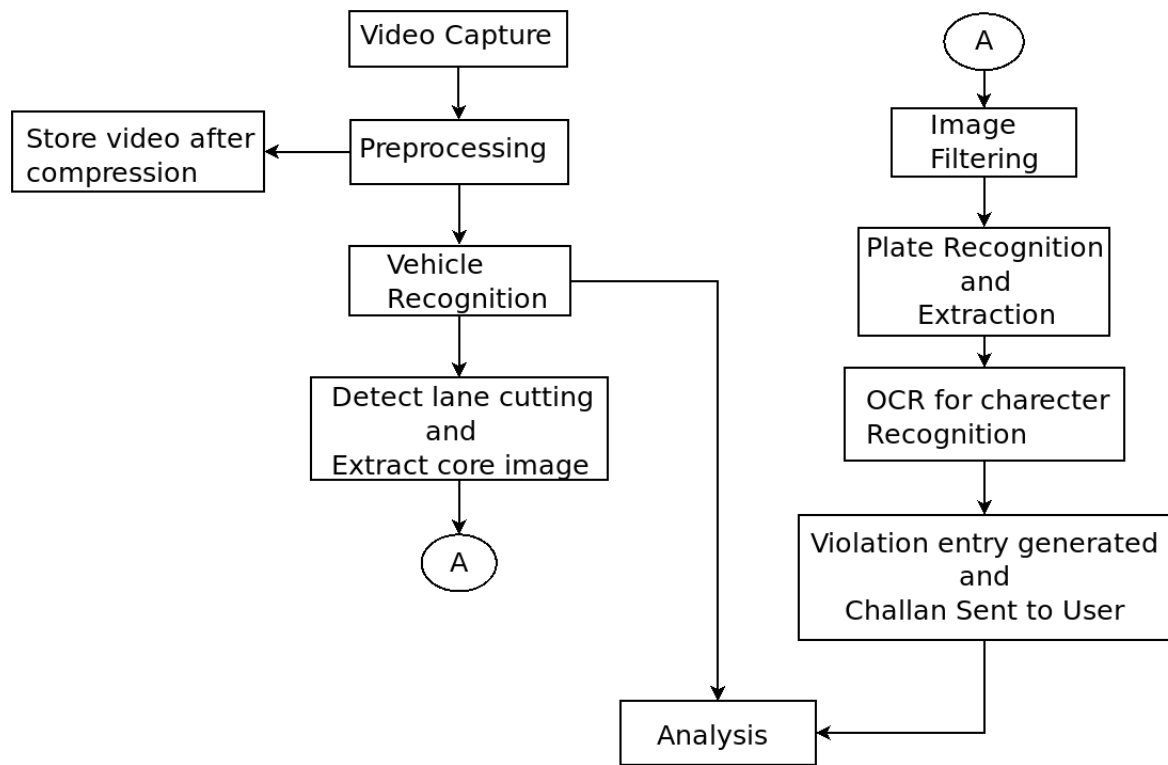 Video Capture
Preprocessing
Store video after
compression
Vehicle
Recognition
Detect lane cutting
and
Extract core image
A
A
Image
Filtering
Plate Recognition
and
Extraction
OCR for charecter
Recognition
Violation entry generated
and
Challan Sent to User
Analysis